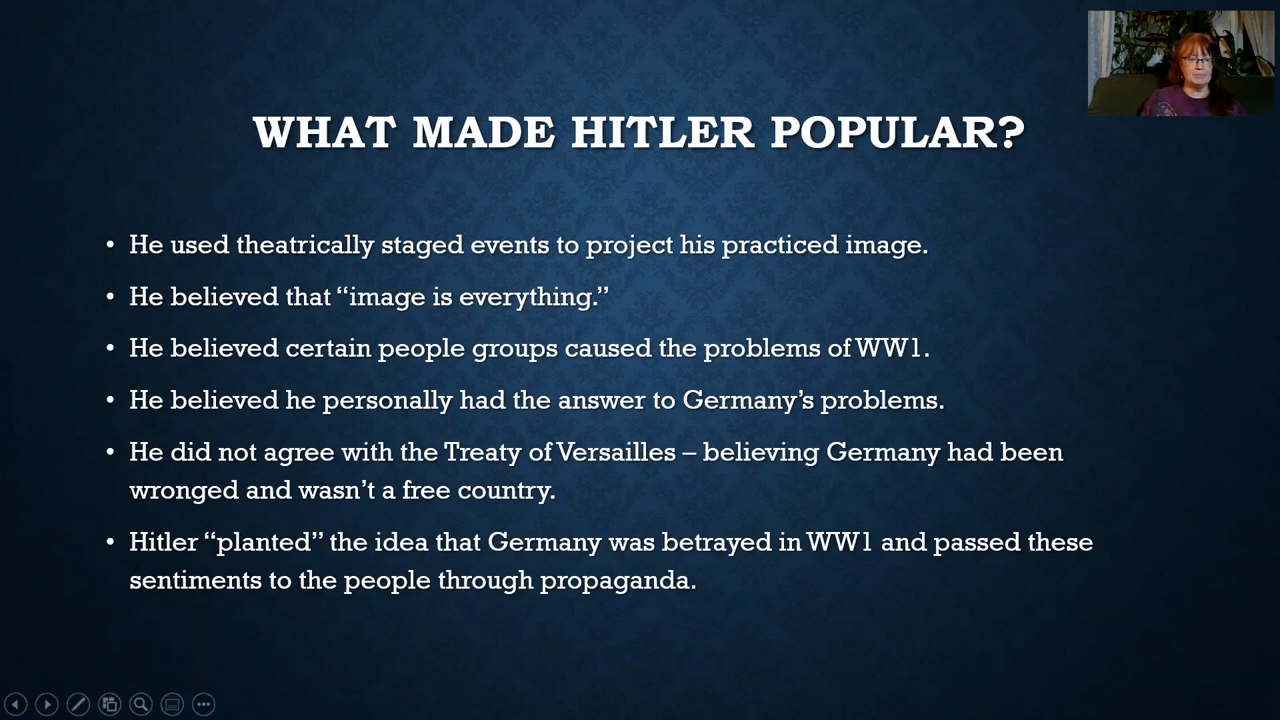 WHAT MADE HITLER POPULAR?
• He used theatrically staged events to project his practiced image.
• He believed that “image is everything.”
• He believed certain people groups caused the problems of WW1.
• He believed he personally had the answer to Germany’s problems.
• He did not agree with the Treaty of Versailles – believing Germany had been
wronged and wasn’t a free country.
• Hitler “planted” the idea that Germany was betrayed in WW1 and passed these
sentiments to the people through propaganda.